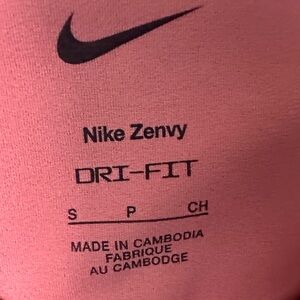 Nike Zenvy
DRI-FIT
S P CH
MADE IN CAMBODIA
FABRIQUE
AU CAMBODGE